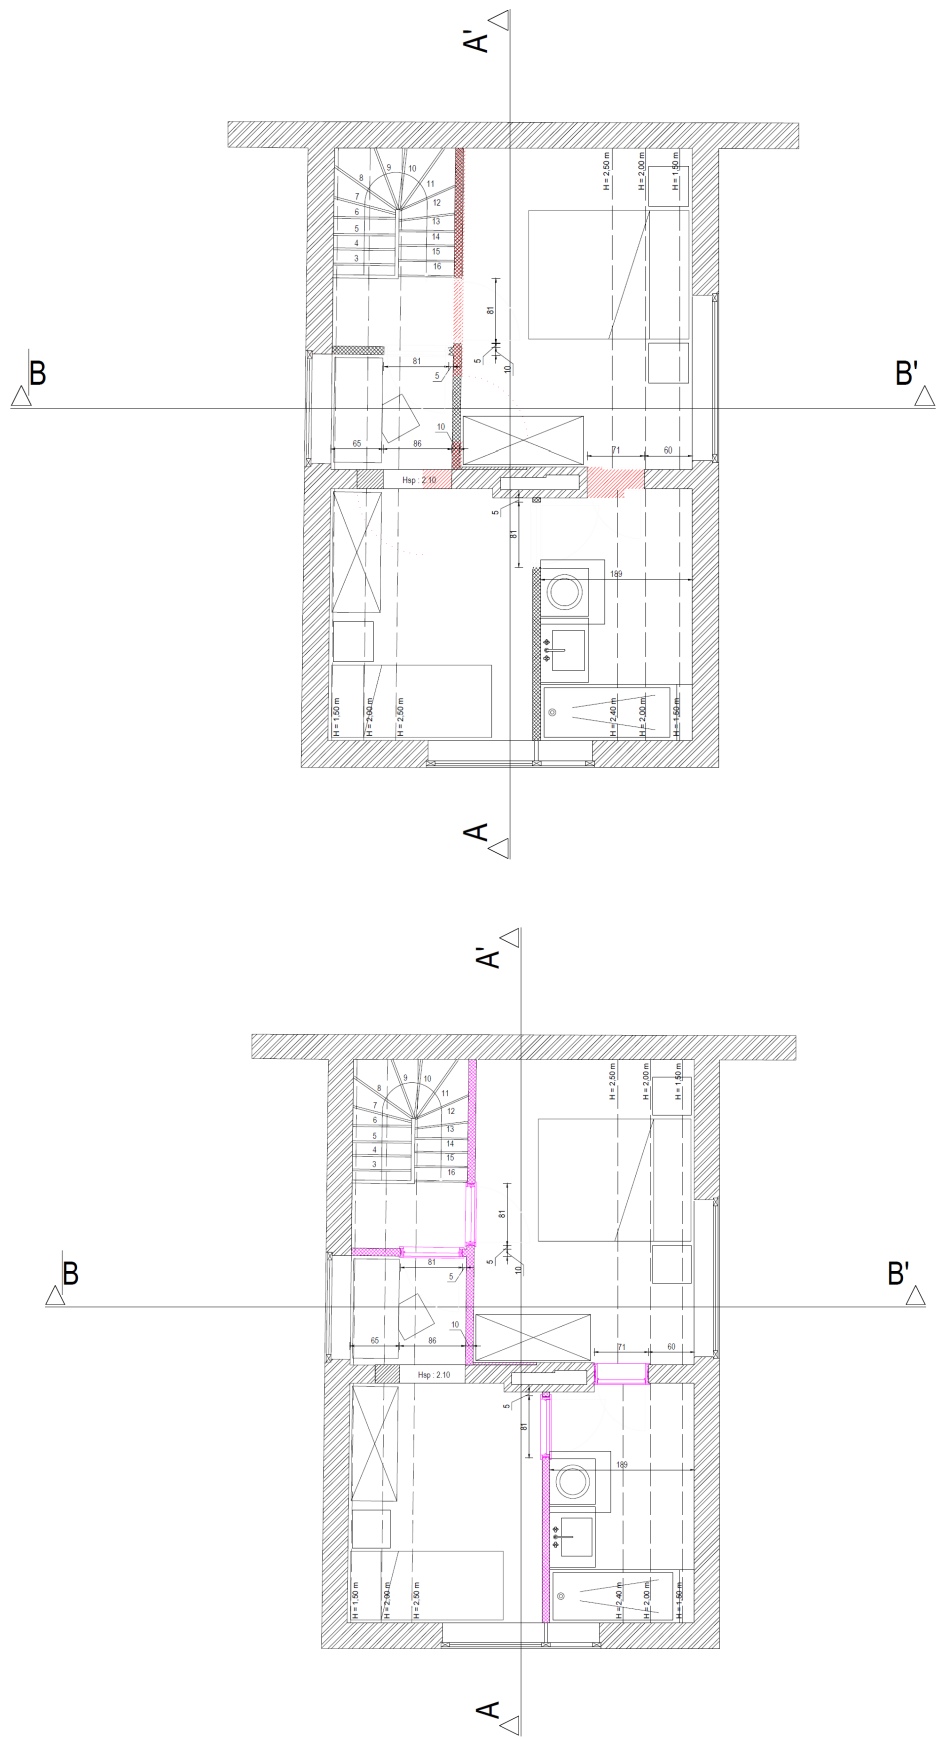 A'
H = 2,50 m
H = 2,00 m
H = 1,50 m
9
10
8
11
7
12
6
13
5
14
4
15
3
16
81
5
10
81
5
B
B'
10
65
86
71
60
Hsp : 2.10
5
81
189
H = 1,50 m
H = 2,00 m
H = 2,50 m
H = 2,40 m
H = 2,00 m
H = 1,50 m
A
A'
H = 2,50 m
H = 2,00 m
H = 1,50 m
9
10
8
11
7
12
6
13
5
14
4
15
3
16
81
5
10
81
5
B
B'
10
65
86
71
60
Hsp : 2.10
5
81
189
H = 1,50 m
H = 2,00 m
H = 2,50 m
H = 2,40 m
H = 2,00 m
H = 1,50 m
A